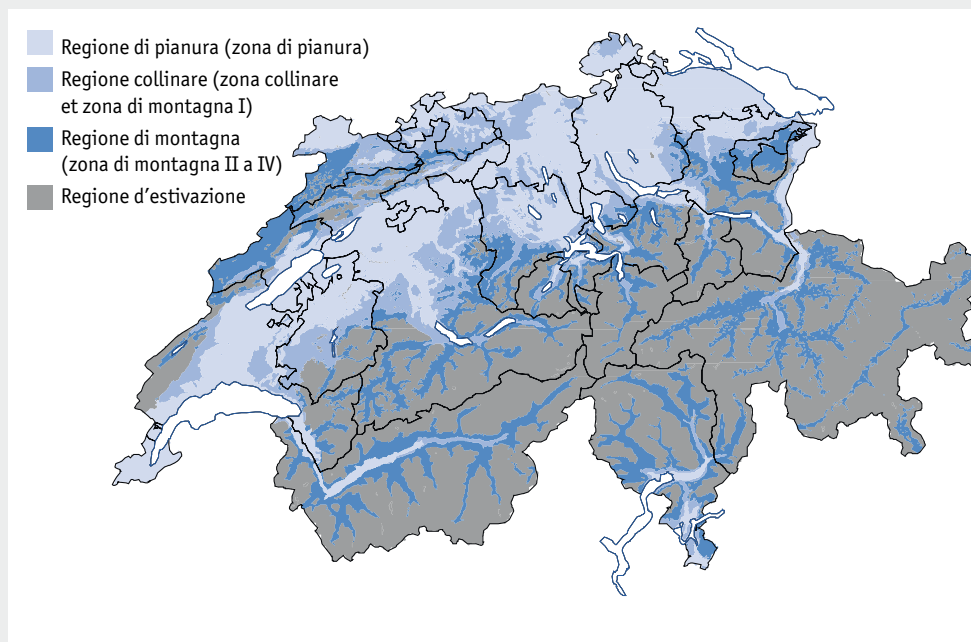 Regione di pianura (zona di pianura)
Regione collinare (zona collinare
et zona di montagna I)
Regione di montagna
(zona di montagna II a IV)
Regione d'estivazione